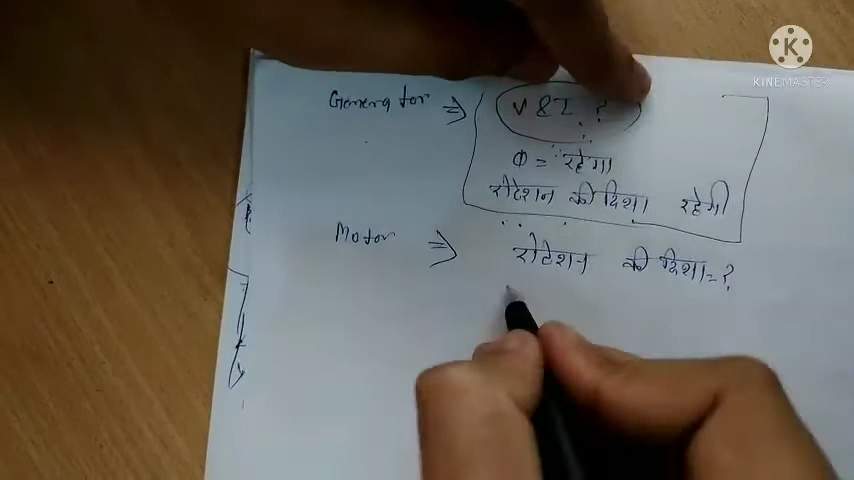 KINEMASTER
Generator ⇒ V & I ?
Φ = रहेगा
रोटेशन की दिशा रहेगी
Motor ⇒ रोटेशन की दिशा = ?